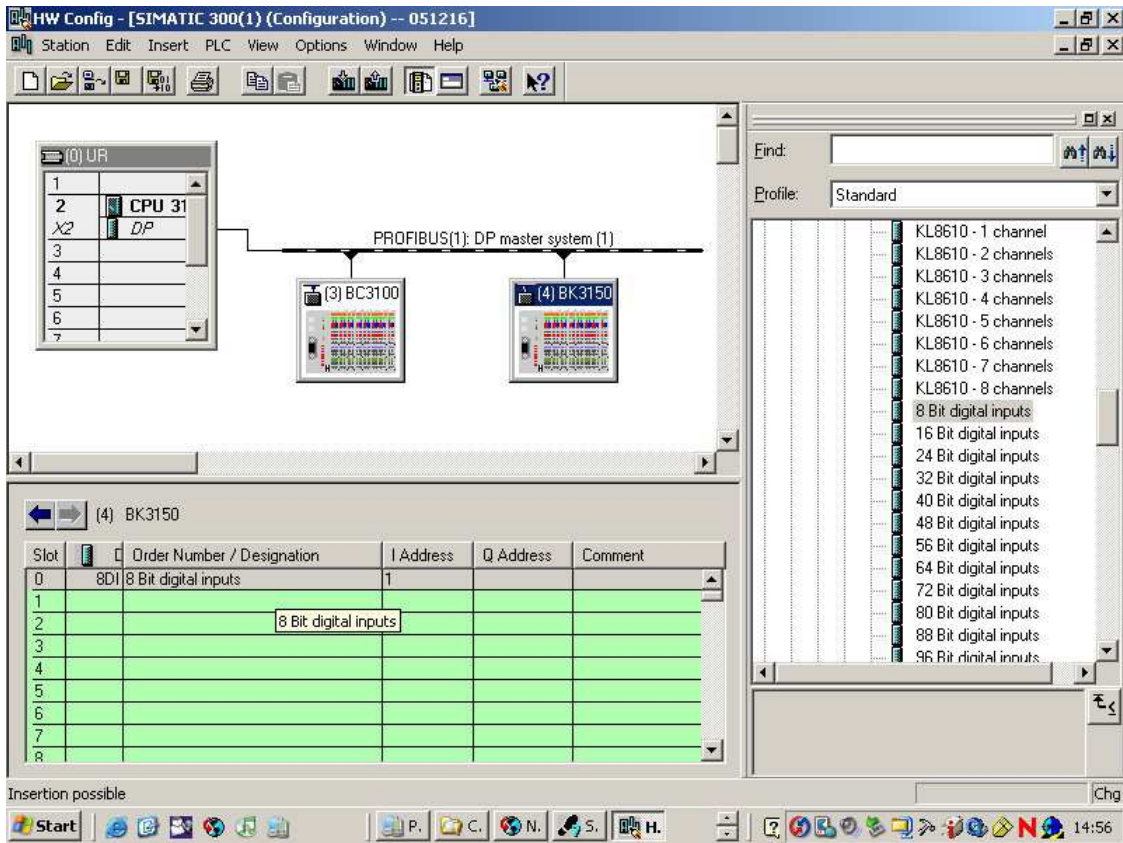 HW Config - [SIMATIC 300(1) (Configuration) -- 051216]
Station Edit Insert PLC View Options Window Help
(0) UR
1
2 CPU 31
X2 DP
3
4
5
6
7
PROFIBUS(1): DP master system (1)
(3) BC3100
(4) BK3150
Find:
Profile: Standard
KL8610 - 1 channel
KL8610 - 2 channels
KL8610 - 3 channels
KL8610 - 4 channels
KL8610 - 5 channels
KL8610 - 6 channels
KL8610 - 7 channels
KL8610 - 8 channels
8 Bit digital inputs
16 Bit digital inputs
24 Bit digital inputs
32 Bit digital inputs
40 Bit digital inputs
48 Bit digital inputs
56 Bit digital inputs
64 Bit digital inputs
72 Bit digital inputs
80 Bit digital inputs
88 Bit digital inputs
96 Bit digital inputs
(4) BK3150
Slot D Order Number / Designation I Address Q Address Comment
0 8DI 8 Bit digital inputs 1
1
2
8 Bit digital inputs
3
4
5
6
7
8
Insertion possible
Chg
Start P. C. N. S. H. 14:56